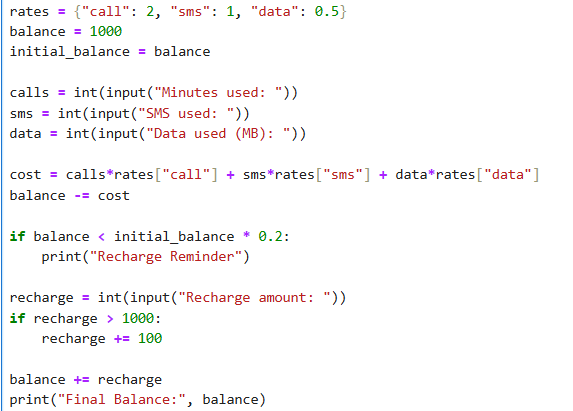 rates = {"call": 2, "sms": 1, "data": 0.5}
balance = 1000
initial_balance = balance

calls = int(input("Minutes used: "))
sms = int(input("SMS used: "))
data = int(input("Data used (MB): "))

cost = calls*rates["call"] + sms*rates["sms"] + data*rates["data"]
balance -= cost

if balance < initial_balance * 0.2:
    print("Recharge Reminder")

recharge = int(input("Recharge amount: "))
if recharge > 1000:
    recharge += 100

balance += recharge
print("Final Balance:", balance)